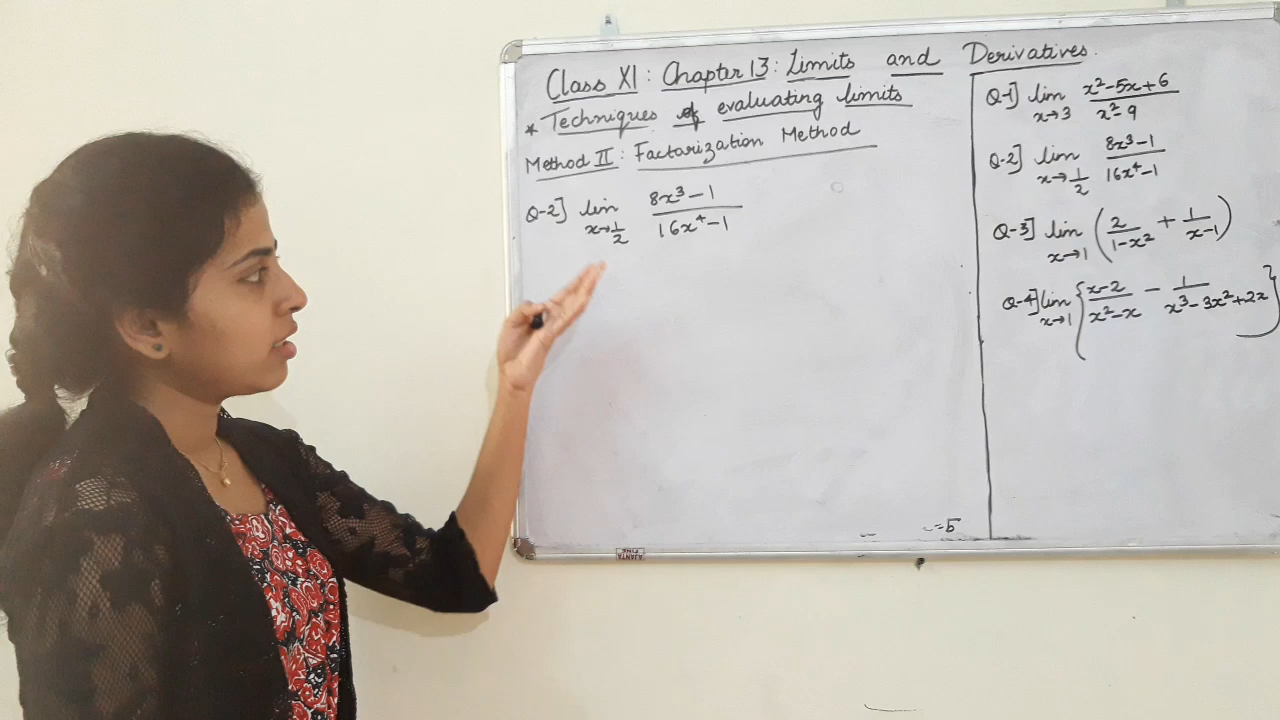 Class XI : Chapter 13 : Limits and Derivatives.
* Techniques of evaluating limits
Method II : Factorization Method
Q-2] lim x→1/2 (8x³-1)/(16x⁴-1)
Q-1] lim x→3 (x²-5x+6)/(x²-9)
Q-2] lim x→1/2 (8x³-1)/(16x⁴-1)
Q-3] lim x→1 (2/(1-x²) + 1/(x-1))
Q-4] lim x→1 {(x-2)/(x²-x) - 1/(x³-3x²+2x)}
AJANTA
FINE